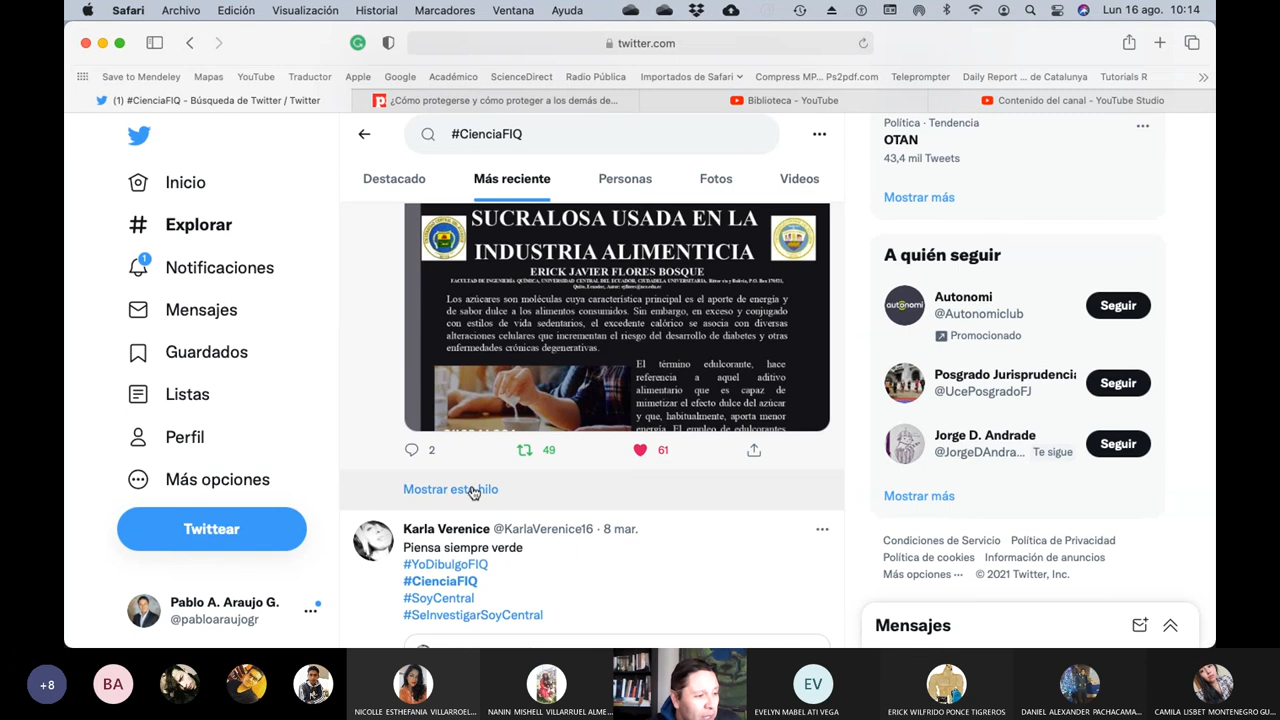 Safari Archivo Edición Visualización Historial Marcadores Ventana Ayuda Lun 16 ago. 10:14
twitter.com
Save to Mendeley Mapas YouTube Traductor Apple Google Académico ScienceDirect Radio Pública Importados de Safari Compress MP... Ps2pdf.com Teleprompter Daily Report ... de Catalunya Tutorials R
(1) #CienciaFIQ - Búsqueda de Twitter / Twitter
¿Cómo protegerse y cómo proteger a los demás de...
Biblioteca - YouTube
Contenido del canal - YouTube Studio
Inicio
Explorar
1
Notificaciones
Mensajes
Guardados
Listas
Perfil
Más opciones
Twittear
Pablo A. Araujo G.
@pabloaraujogr
#CienciaFIQ
Destacado Más reciente Personas Fotos Videos
SUCRALOSA USADA EN LA
INDUSTRIA ALIMENTICIA
ERICK JAVIER FLORES BOSQUE
FACULTAD DE INGENIERÍA QUÍMICA, UNIVERSIDAD CENTRAL DEL ECUADOR, CIUDADELA UNIVERSITARIA,
Los azúcares son moléculas cuya característica principal es el aporte de energía y
de sabor dulce a los alimentos consumidos. Sin embargo, en exceso y conjugado
con estilos de vida sedentarios, el excedente calórico se asocia con diversas
alteraciones celulares que incrementan el riesgo del desarrollo de diabetes y otras
enfermedades crónicas degenerativas.
El término edulcorante, hace
referencia a aquel aditivo
alimentario que es capaz de
mimetizar el efecto dulce del azúcar
y que, habitualmente, aporta menor
energía. El empleo de edulcorantes
2 49 61
Mostrar este hilo
Karla Verenice @KarlaVerenice16 · 8 mar.
Piensa siempre verde
#YoDibulgoFIQ
#CienciaFIQ
#SoyCentral
#SeInvestigarSoyCentral
Política · Tendencia
OTAN
43,4 mil Tweets
Mostrar más
A quién seguir
autonomi
Autonomi
@Autonomiclub
Promocionado
Seguir
Posgrado Jurisprudencia
@UcePosgradoFJ
Seguir
Jorge D. Andrade
@JorgeDAndra... Te sigue
Seguir
Mostrar más
Condiciones de Servicio Política de Privacidad
Política de cookies Información de anuncios
Más opciones ··· © 2021 Twitter, Inc.
Mensajes
+8
BA
EV
NICOLLE ESTHEFANIA VILLARROEL...
NANIN MISHELL VILLARRUEL ALME...
EVELYN MABEL ATI VEGA
ERICK WILFRIDO PONCE TIGREROS
DANIEL ALEXANDER PACHACAMA...
CAMILA LISBET MONTENEGRO GU...